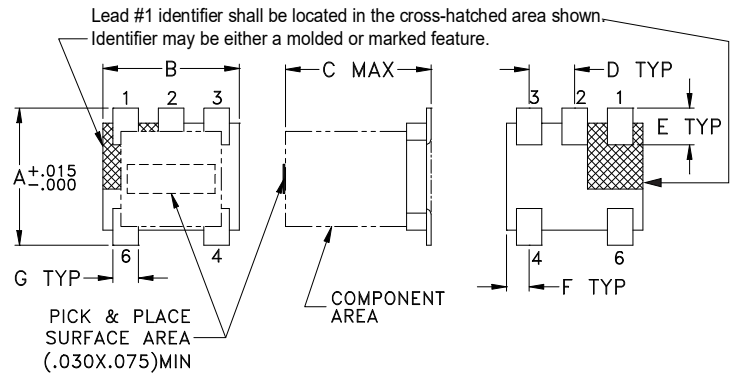 Lead #1 identifier shall be located in the cross-hatched area shown.
Identifier may be either a molded or marked feature.
B
C MAX
D TYP
1 2 3
3 2 1
E TYP
A +.015 -.000
6 4
4 6
G TYP
F TYP
PICK & PLACE
SURFACE AREA
(.030X.075)MIN
COMPONENT
AREA